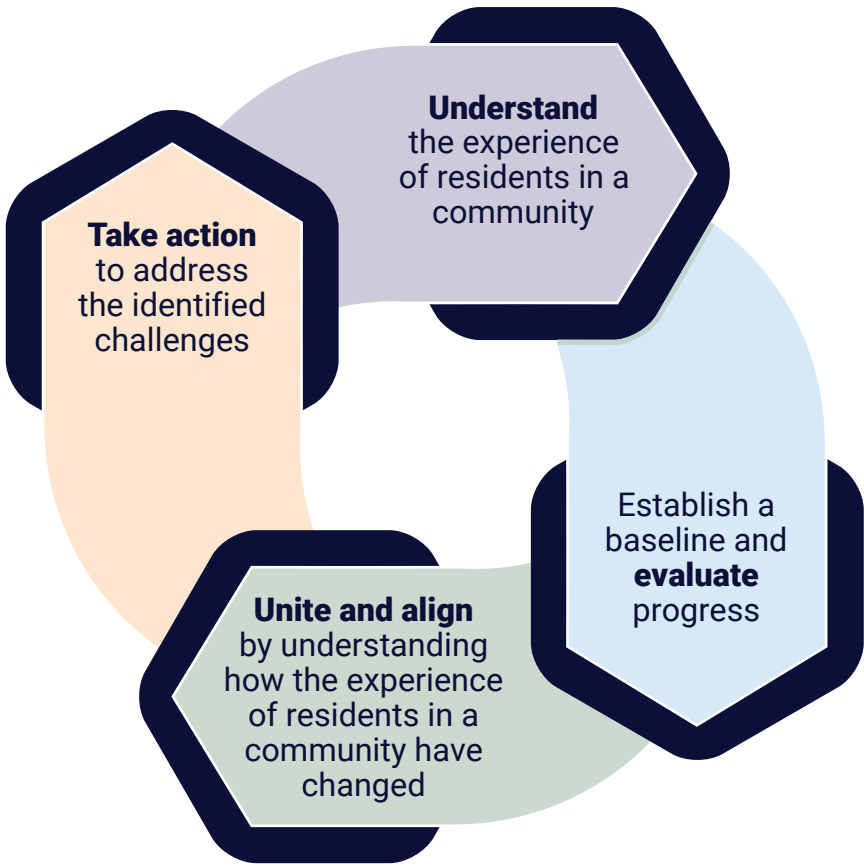 Understand
the experience
of residents in a
community
Take action
to address
the identified
challenges
Establish a
baseline and
evaluate
progress
Unite and align
by understanding
how the experience
of residents in a
community have
changed